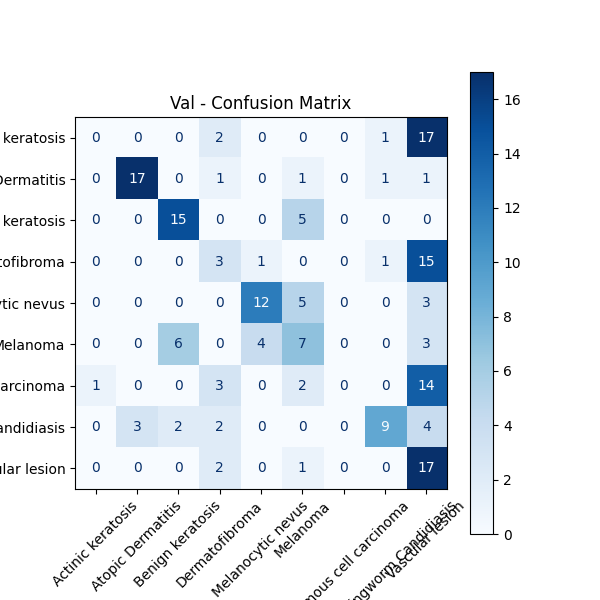 Val - Confusion Matrix
keratosis 0 0 0 2 0 0 0 1 17
Dermatitis 0 17 0 1 0 1 0 1 1
keratosis 0 0 15 0 0 5 0 0 0
tofibroma 0 0 0 3 1 0 0 1 15
ytic nevus 0 0 0 0 12 5 0 0 3
Melanoma 0 0 6 0 4 7 0 0 3
arcinoma 1 0 0 3 0 2 0 0 14
andidiasis 0 3 2 2 0 0 0 9 4
ular lesion 0 0 0 2 0 1 0 0 17
Actinic keratosis
Atopic Dermatitis
Benign keratosis
Dermatofibroma
Melanocytic nevus
Melanoma
mous cell carcinoma
ngworm Candidiasis
Vascular lesion
16
14
12
10
8
6
4
2
0